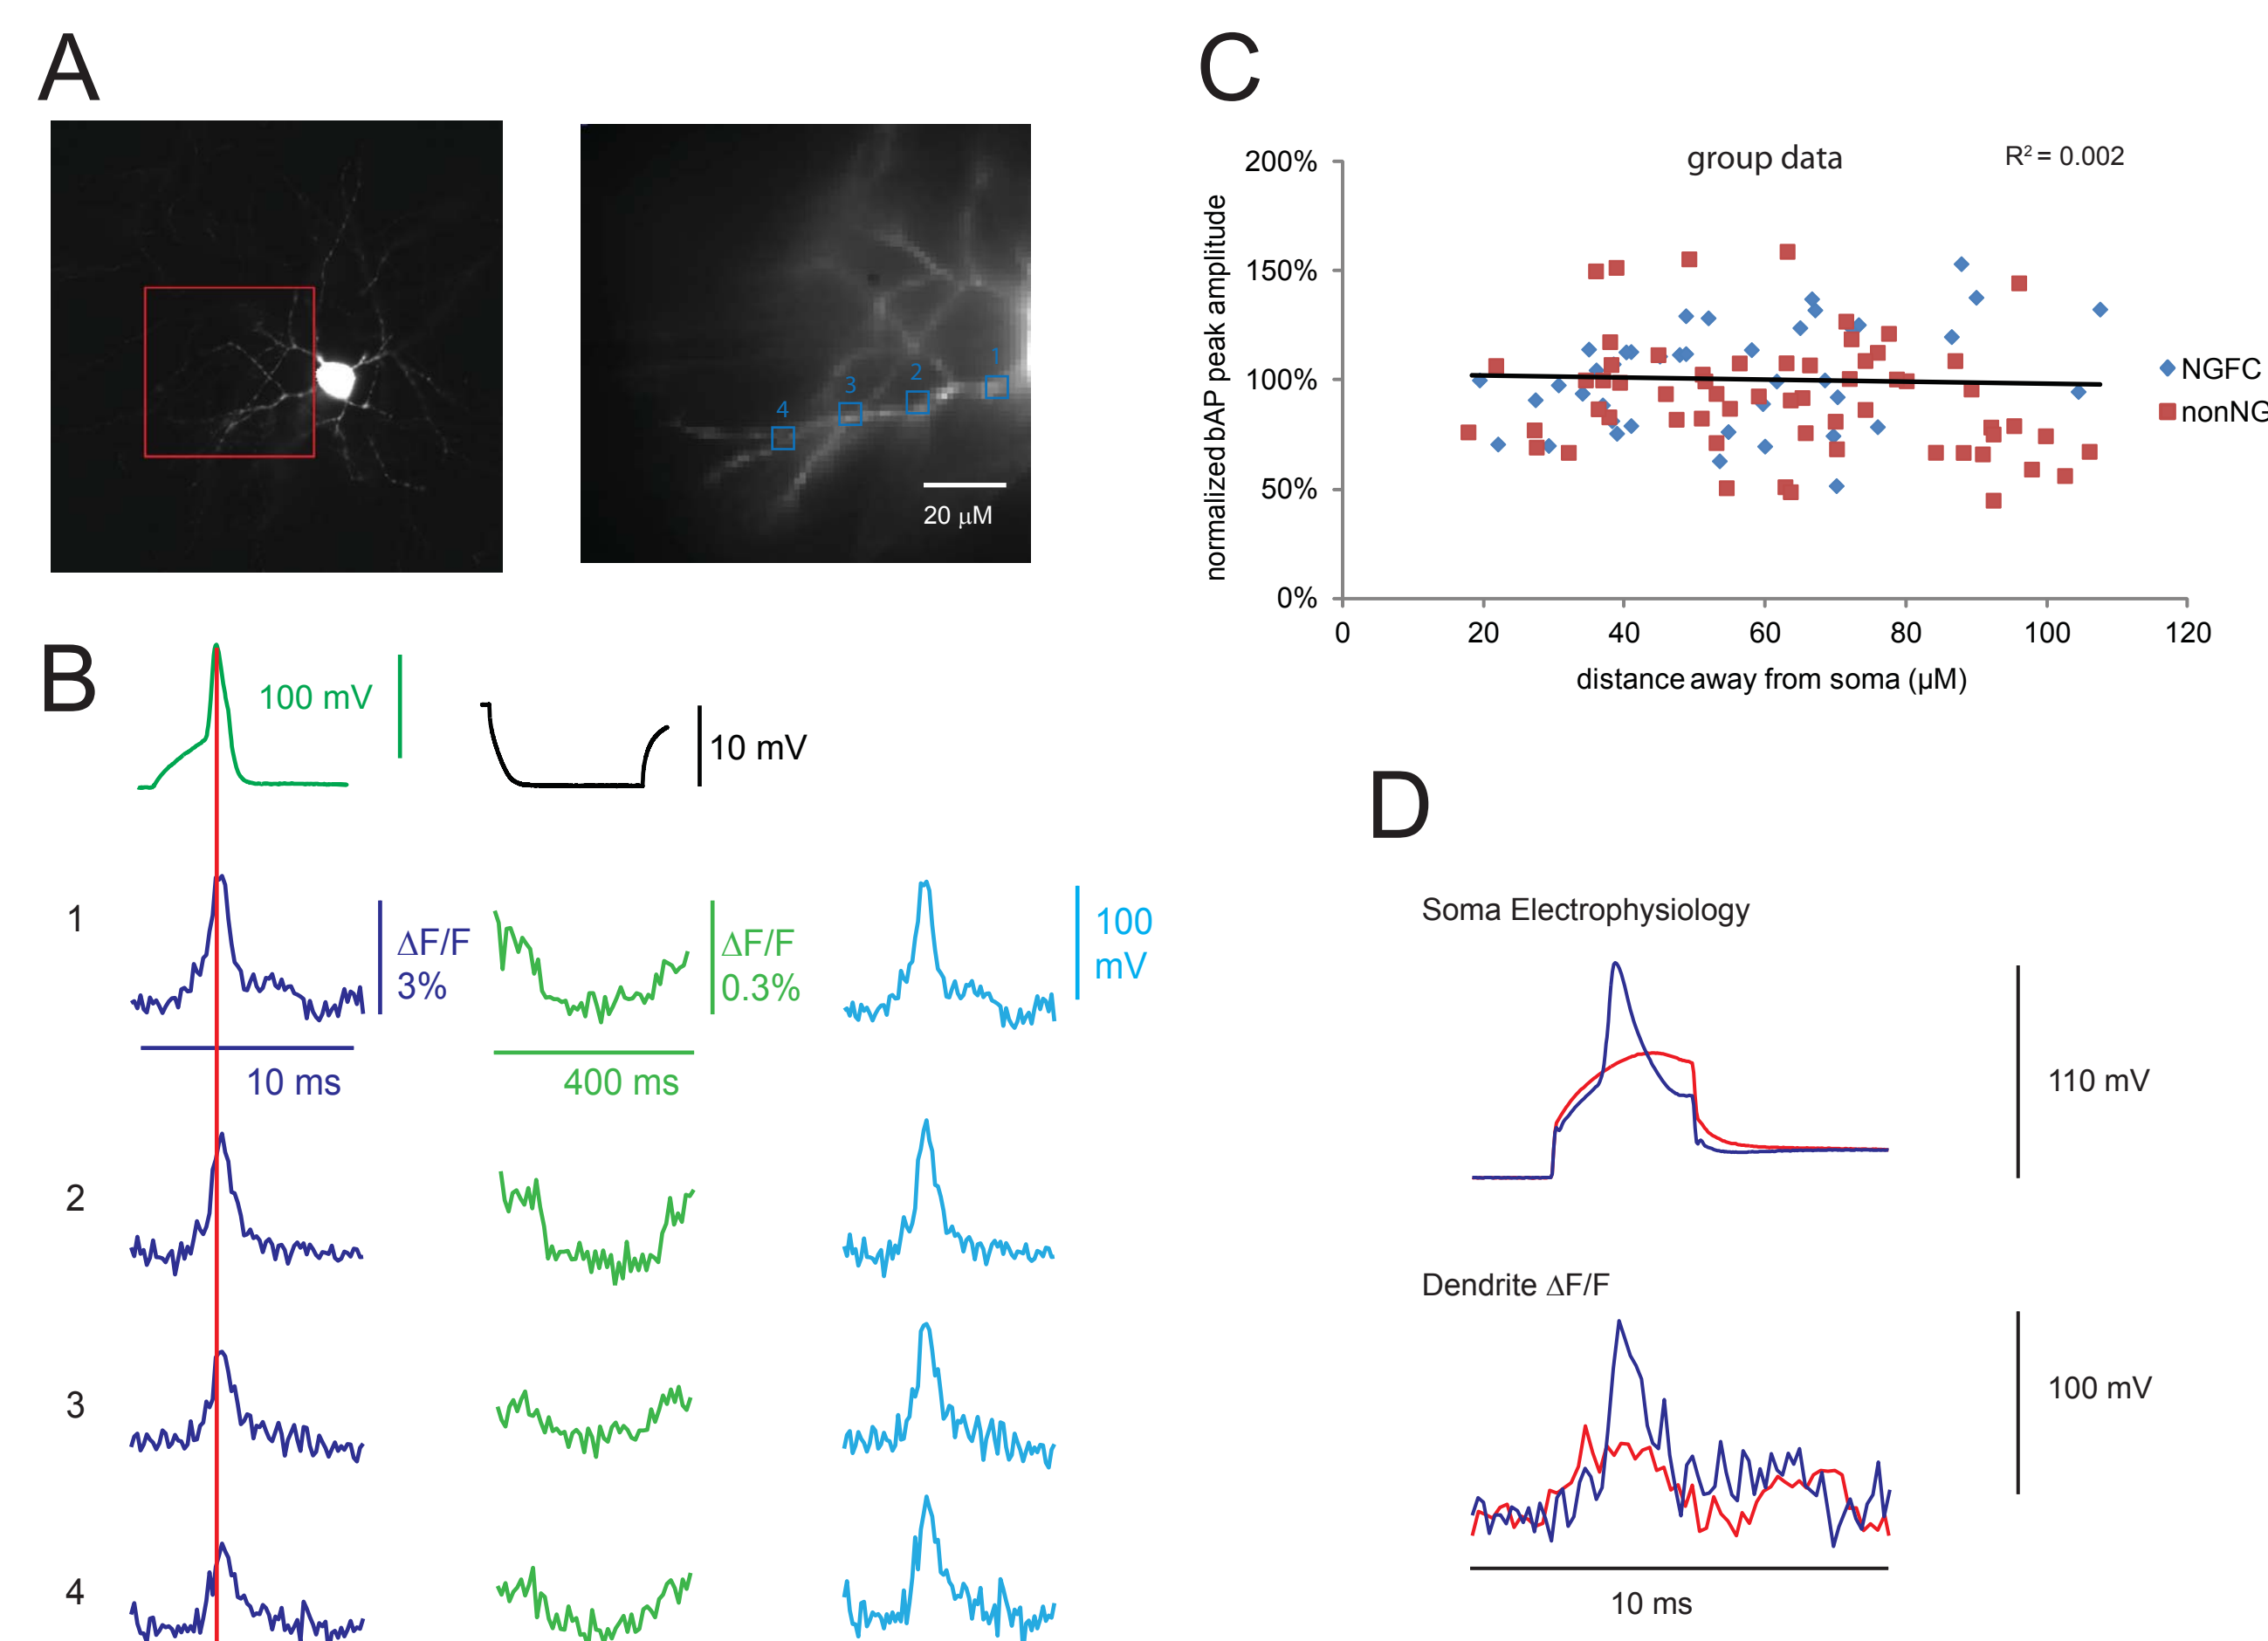 A
1
2
3
4
20 μM
B
100 mV
10 mV
1
ΔF/F
3%
ΔF/F
0.3%
100
mV
10 ms
400 ms
2
3
4
C
group data
R² = 0.002
normalized bAP peak amplitude
200%
150%
100%
50%
0%
0 20 40 60 80 100 120
distance away from soma (µM)
NGFC
nonNG
D
Soma Electrophysiology
110 mV
Dendrite ΔF/F
100 mV
10 ms